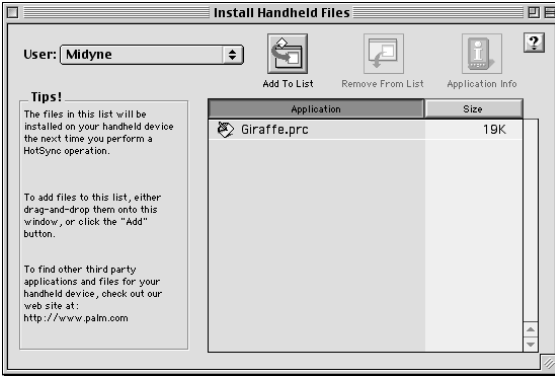 Install Handheld Files
User: Midyne
Add To List
Remove From List
Application Info
?
Tips!
The files in this list will be
installed on your handheld device
the next time you perform a
HotSync operation.
To add files to this list, either
drag-and-drop them onto this
window, or click the "Add"
button.
To find other third party
applications and files for your
handheld device, check out our
web site at:
http://www.palm.com
Application Size
Giraffe.prc 19K